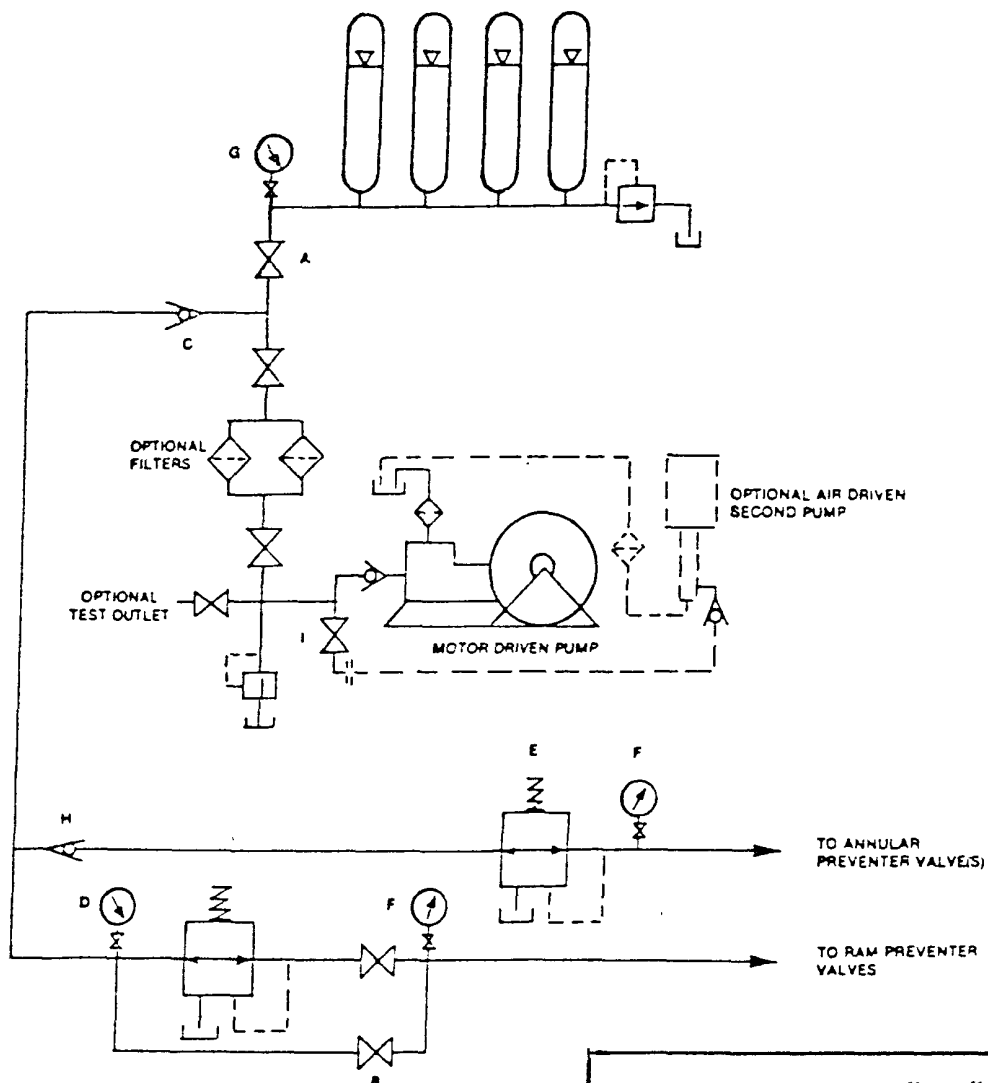 G
A
C
OPTIONAL
FILTERS
OPTIONAL AIR DRIVEN
SECOND PUMP
OPTIONAL
TEST OUTLET
I
MOTOR DRIVEN PUMP
E
F
H
TO ANNULAR
PREVENTER VALVE(S)
D
F
TO RAM PREVENTER
VALVES